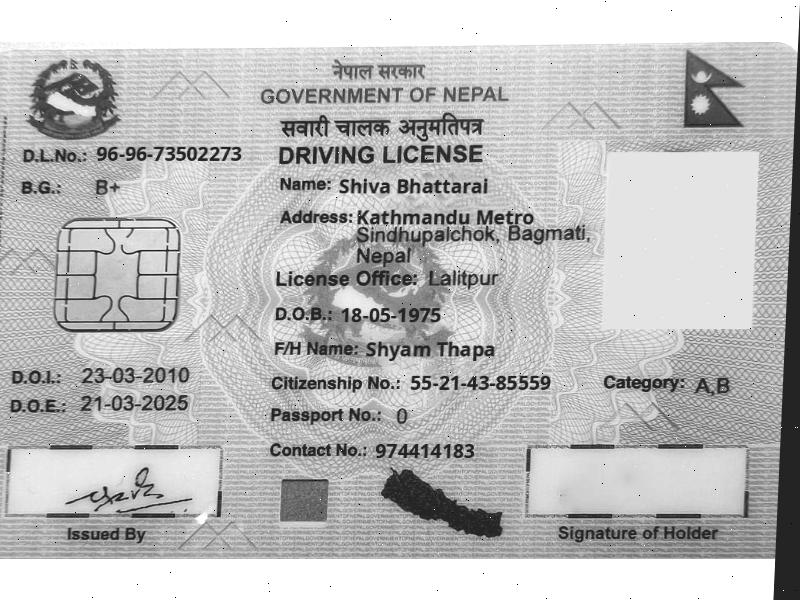 नेपाल सरकार
GOVERNMENT OF NEPAL
सवारी चालक अनुमतिपत्र
DRIVING LICENSE
D.L.No.: 96-96-73502273
B.G.: B+
Name: Shiva Bhattarai
Address: Kathmandu Metro
Sindhupalchok, Bagmati,
Nepal
License Office: Lalitpur
D.O.B.: 18-05-1975
F/H Name: Shyam Thapa
D.O.I.: 23-03-2010
Citizenship No.: 55-21-43-85559
Category: A,B
D.O.E.: 21-03-2025
Passport No.: 0
Contact No.: 974414183
Issued By
Signature of Holder